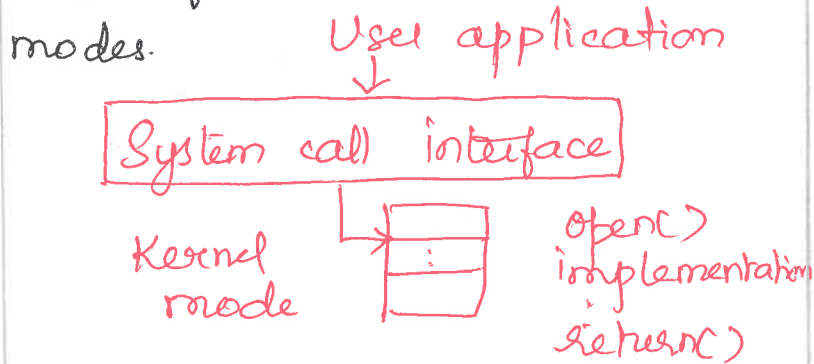 modes.
User application
System call interface
Kernel
mode
:
open()
implementation
:
return()